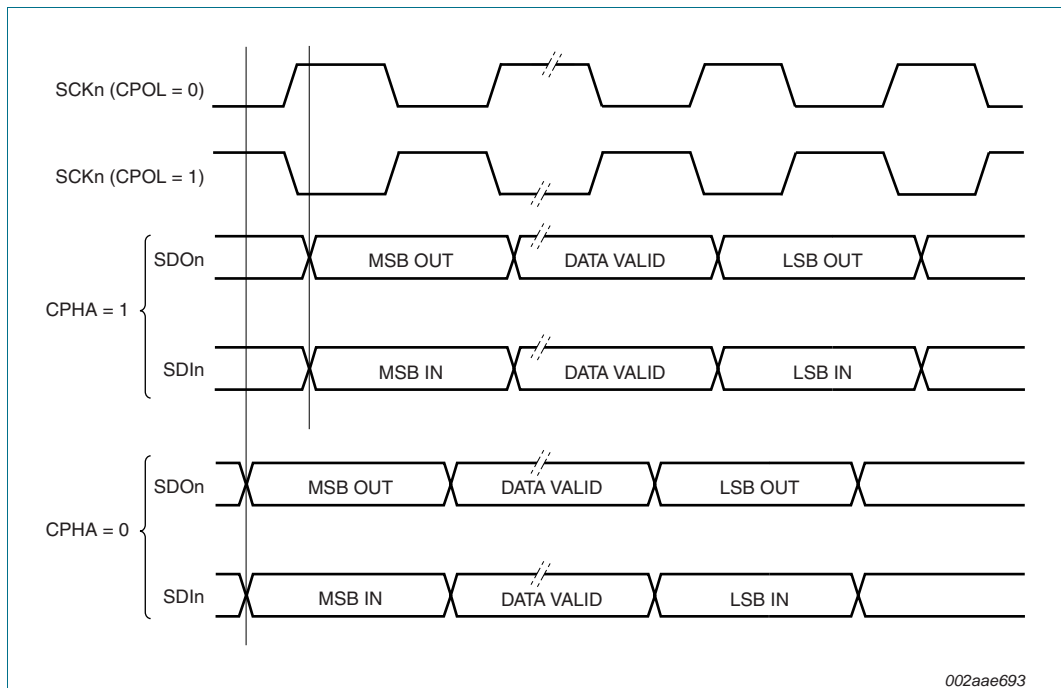 SCKn (CPOL = 0)
SCKn (CPOL = 1)
CPHA = 1
SDOn
MSB OUT
DATA VALID
LSB OUT
SDIn
MSB IN
DATA VALID
LSB IN
CPHA = 0
SDOn
MSB OUT
DATA VALID
LSB OUT
SDIn
MSB IN
DATA VALID
LSB IN
002aae693